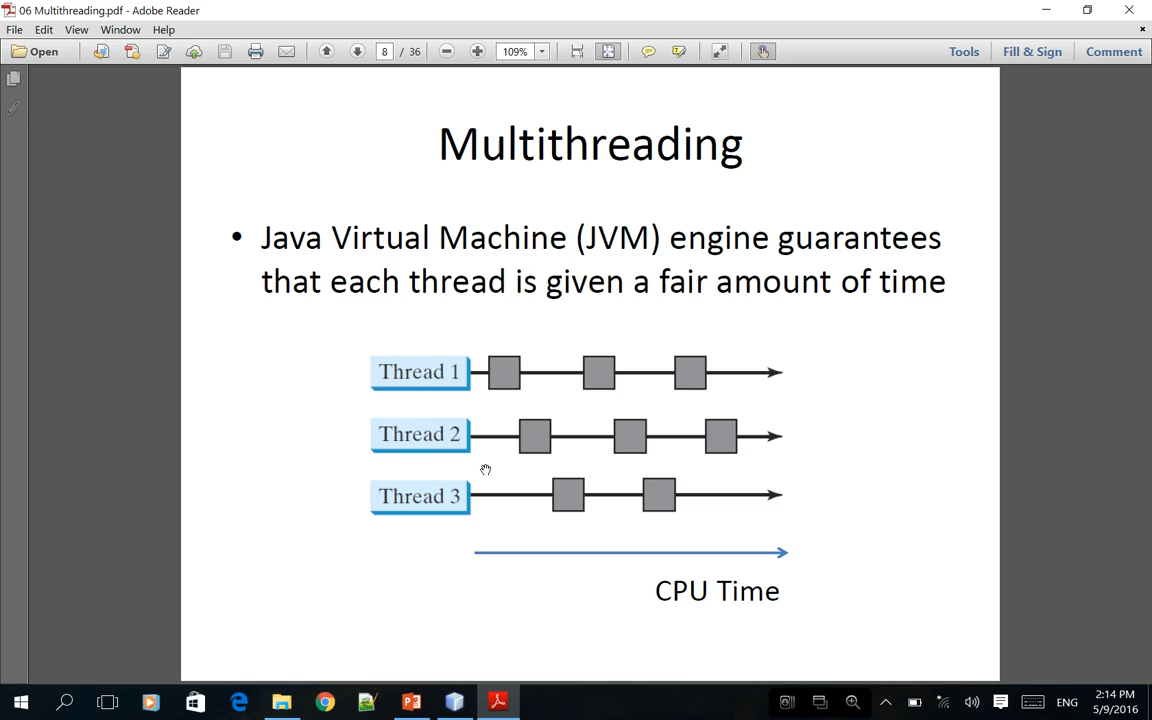 06 Multithreading.pdf - Adobe Reader
File Edit View Window Help
Open 8 / 36 109% Tools Fill & Sign Comment
Multithreading
• Java Virtual Machine (JVM) engine guarantees
that each thread is given a fair amount of time
Thread 1
Thread 2
Thread 3
CPU Time
ENG
2:14 PM
5/9/2016